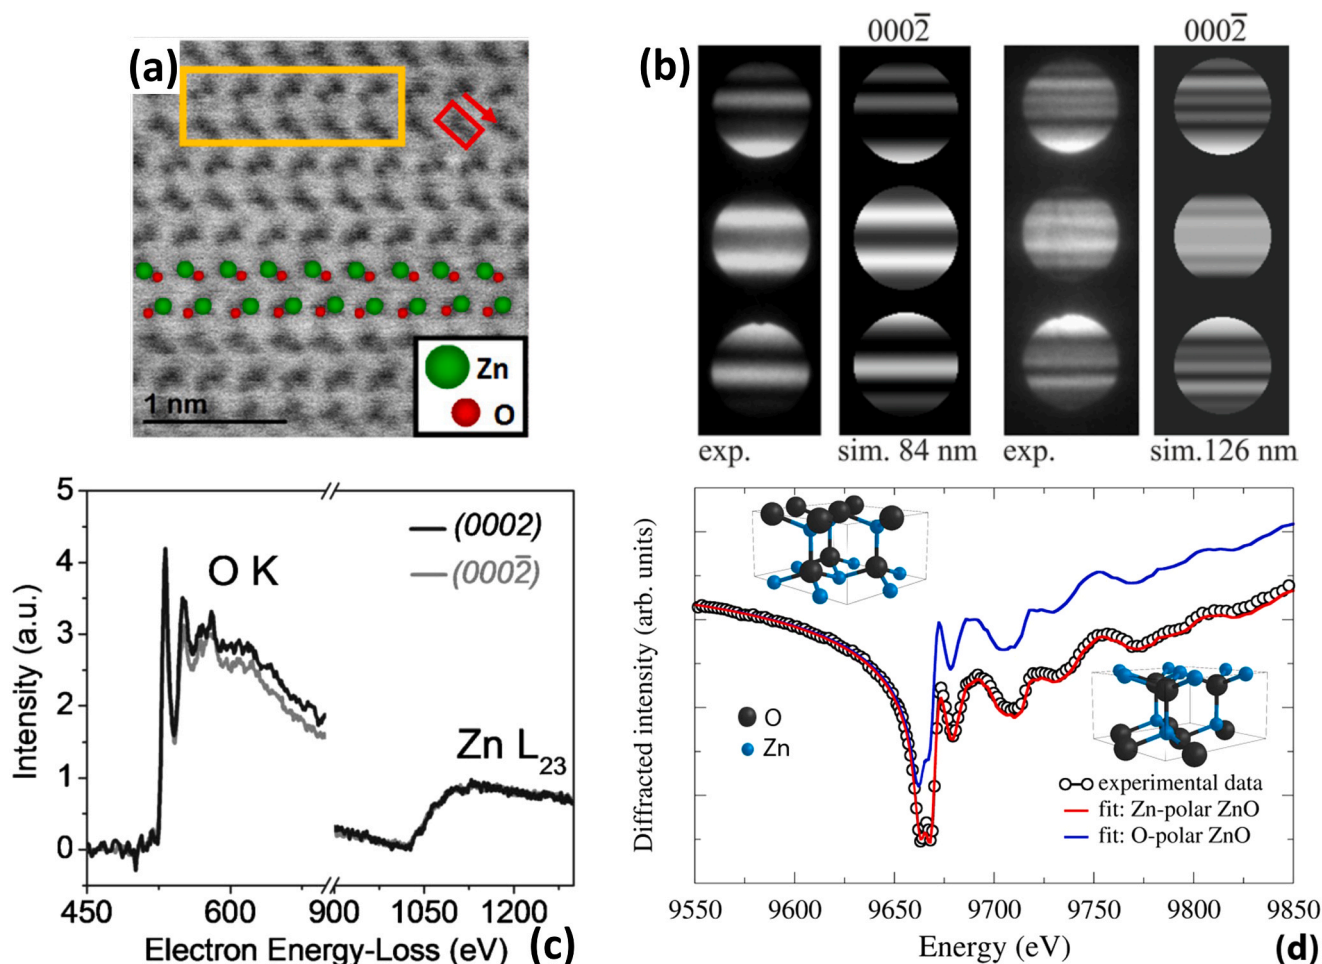 (a)
Zn
O
1 nm
(b)
0002̅
0002̅
exp.
sim. 84 nm
exp.
sim.126 nm
5
4
3
2
1
0
Intensity (a.u.)
(0002)
(0002̅)
O K
Zn L₂₃
450
600
900
1050
1200
Electron Energy-Loss (eV)
(c)
Diffracted intensity (arb. units)
O
Zn
experimental data
fit: Zn-polar ZnO
fit: O-polar ZnO
9550
9600
9650
9700
9750
9800
9850
Energy (eV)
(d)